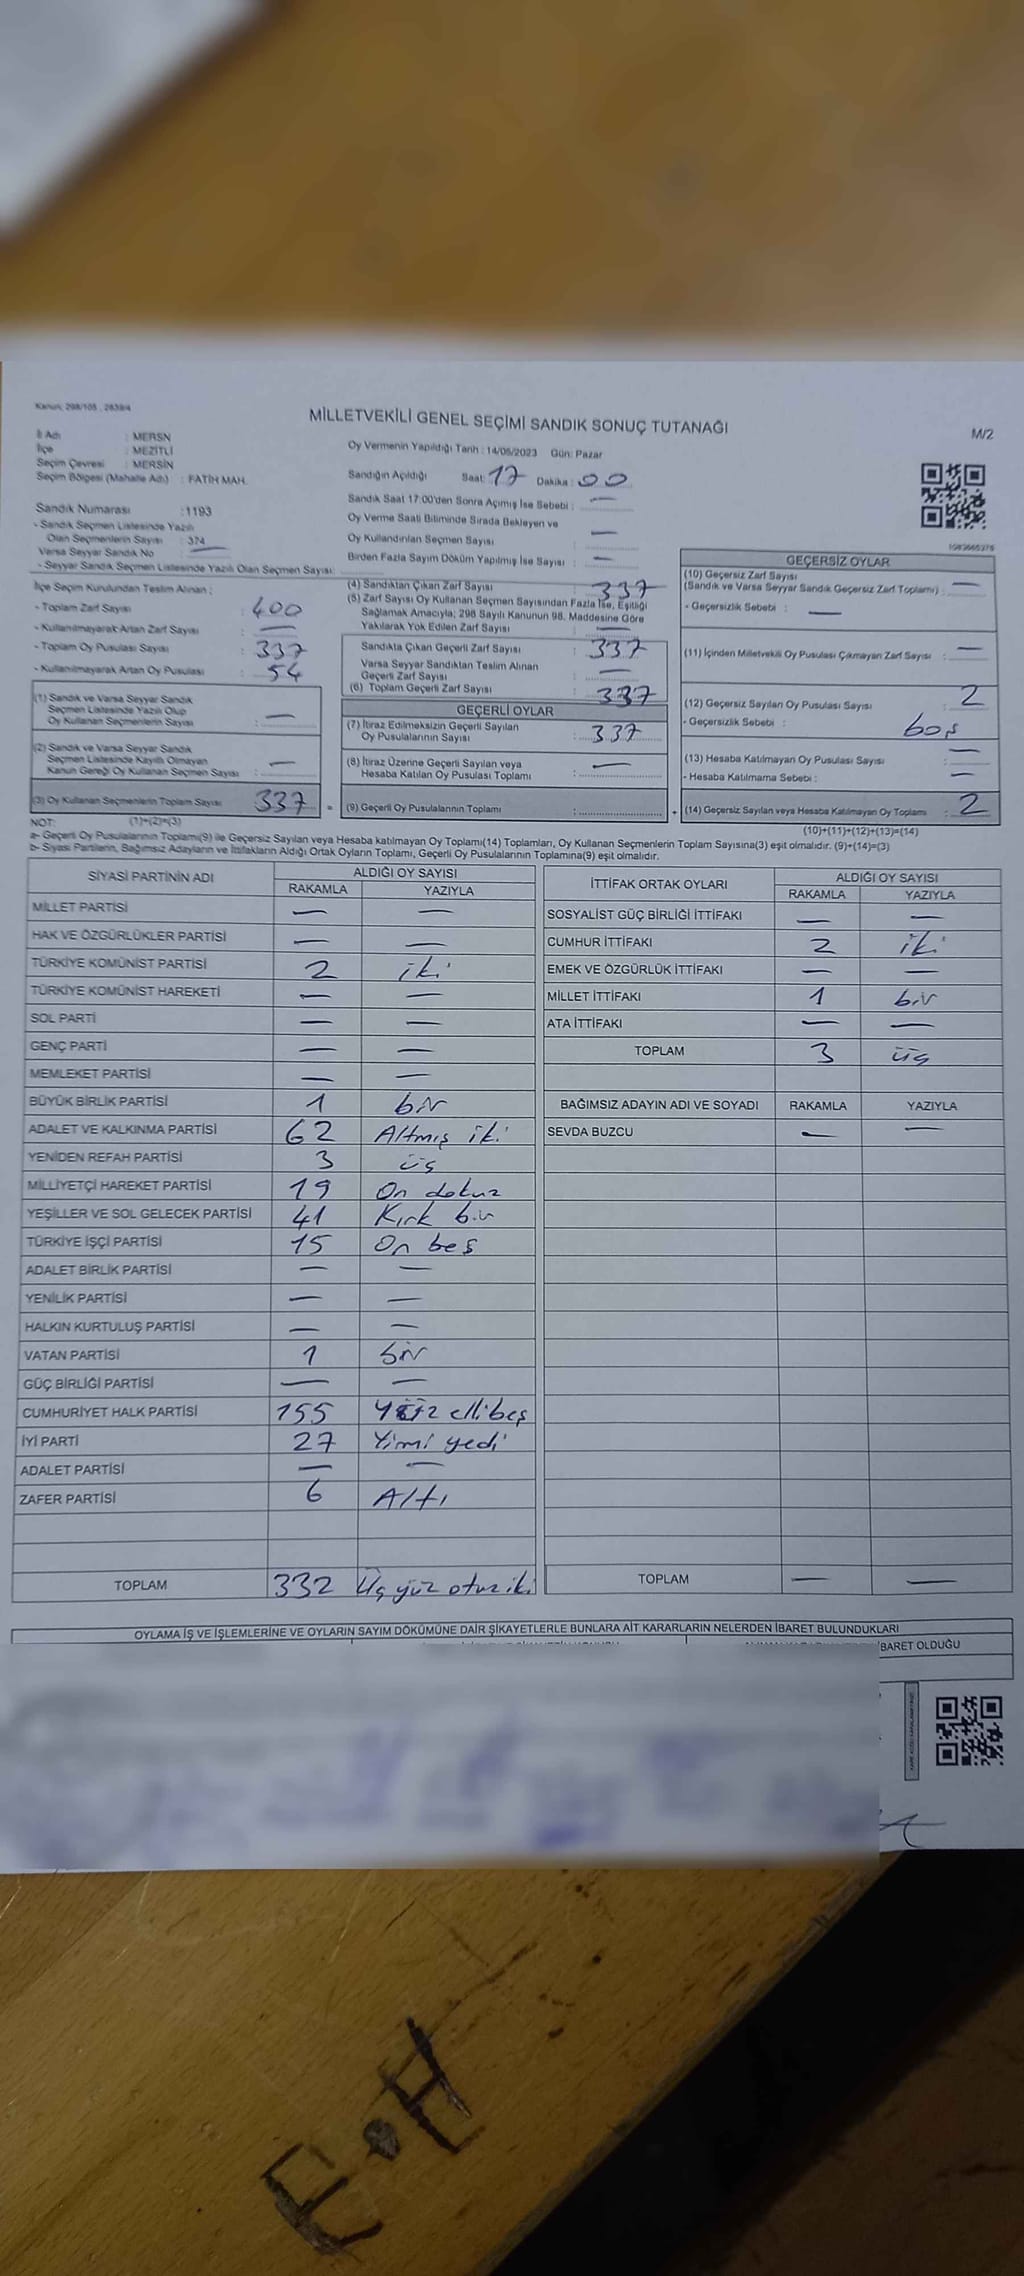 Kanun: 298/105 , 2839/4
MİLLETVEKİLİ GENEL SEÇİMİ SANDIK SONUÇ TUTANAĞI
M/2
İl Adı : MERSİN
İlçe : MEZİTLİ
Seçim Çevresi : MERSİN
Seçim Bölgesi (Mahalle Adı) : FATİH MAH.
Oy Vermenin Yapıldığı Tarih : 14/05/2023 Gün: Pazar
Sandığın Açıldığı Saat: 17 Dakika : 00
Sandık Saat 17:00'den Sonra Açımış İse Sebebi : —
Oy Verme Saati Bitiminde Sırada Bekleyen ve
Oy Kullandırılan Seçmen Sayısı : —
Birden Fazla Sayım Döküm Yapılmış İse Sayısı : —
Sandık Numarası :1193
- Sandık Seçmen Listesinde Yazılı
Olan Seçmenlerin Sayısı : 374
Varsa Seyyar Sandık No —
- Seyyar Sandık Seçmen Listesinde Yazılı Olan Seçmen Sayısı:
İlçe Seçim Kurulundan Teslim Alınan ;
- Toplam Zarf Sayısı : 400
- Kullanılmayarak Artan Zarf Sayısı : —
- Toplam Oy Pusulası Sayısı : 337
- Kullanılmayarak Artan Oy Pusulası : 54
(1) Sandık ve Varsa Seyyar Sandık
Seçmen Listesinde Yazılı Olup
Oy Kullanan Seçmenlerin Sayısı : —
(2) Sandık ve Varsa Seyyar Sandık
Seçmen Listesinde Kayıtlı Olmayan
Kanun Gereği Oy Kullanan Seçmen Sayısı : —
(3) Oy Kullanan Seçmenlerin Toplam Sayısı 337 =
(4) Sandıktan Çıkan Zarf Sayısı : 337
(5) Zarf Sayısı Oy Kullanan Seçmen Sayısından Fazla İse, Eşitliği
Sağlamak Amacıyla; 298 Sayılı Kanunun 98. Maddesine Göre
Yakılarak Yok Edilen Zarf Sayısı : —
Sandıkta Çıkan Geçerli Zarf Sayısı : 337
Varsa Seyyar Sandıktan Teslim Alınan
Geçerli Zarf Sayısı : —
(6) Toplam Geçerli Zarf Sayısı : 337
GEÇERLİ OYLAR
(7) İtiraz Edilmeksizin Geçerli Sayılan
Oy Pusulalarının Sayısı : 337
(8) İtiraz Üzerine Geçerli Sayılan veya
Hesaba Katılan Oy Pusulası Toplamı : —
(9) Geçerli Oy Pusulalarının Toplamı : +
GEÇERSİZ OYLAR
(10) Geçersiz Zarf Sayısı
(Sandık ve Varsa Seyyar Sandık Geçersiz Zarf Toplamı) : —
- Geçersizlik Sebebi : —
(11) İçinden Milletvekili Oy Pusulası Çıkmayan Zarf Sayısı : —
(12) Geçersiz Sayılan Oy Pusulası Sayısı : 2
- Geçersizlik Sebebi : boş
(13) Hesaba Katılmayan Oy Pusulası Sayısı : —
- Hesaba Katılmama Sebebi : —
(14) Geçersiz Sayılan veya Hesaba Katılmayan Oy Toplamı : 2
NOT: (1)+(2)=(3) (10)+(11)+(12)+(13)=(14)
a- Geçerli Oy Pusulalarının Toplamı(9) ile Geçersiz Sayılan veya Hesaba katılmayan Oy Toplamı(14) Toplamları, Oy Kullanan Seçmenlerin Toplam Sayısına(3) eşit olmalıdır. (9)+(14)=(3)
b- Siyasi Partilerin, Bağımsız Adayların ve İttifakların Aldığı Ortak Oyların Toplamı, Geçerli Oy Pusulalarının Toplamına(9) eşit olmalıdır.
SİYASİ PARTİNİN ADI ALDIĞI OY SAYISI
RAKAMLA YAZIYLA
MİLLET PARTİSİ — —
HAK VE ÖZGÜRLÜKLER PARTİSİ — —
TÜRKİYE KOMÜNİST PARTİSİ 2 iki
TÜRKİYE KOMÜNİST HAREKETİ — —
SOL PARTİ — —
GENÇ PARTİ — —
MEMLEKET PARTİSİ — —
BÜYÜK BİRLİK PARTİSİ 1 bir
ADALET VE KALKINMA PARTİSİ 62 Altmış iki
YENİDEN REFAH PARTİSİ 3 üç
MİLLİYETÇİ HAREKET PARTİSİ 19 On dokuz
YEŞİLLER VE SOL GELECEK PARTİSİ 41 Kırk bir
TÜRKİYE İŞÇİ PARTİSİ 15 On beş
ADALET BİRLİK PARTİSİ — —
YENİLİK PARTİSİ — —
HALKIN KURTULUŞ PARTİSİ — —
VATAN PARTİSİ 1 bir
GÜÇ BİRLİĞİ PARTİSİ — —
CUMHURİYET HALK PARTİSİ 155 Yüz ellibeş
İYİ PARTİ 27 Yimi yedi
ADALET PARTİSİ — —
ZAFER PARTİSİ 6 Altı
TOPLAM 332 Üç yüz otuz iki
İTTİFAK ORTAK OYLARI ALDIĞI OY SAYISI
RAKAMLA YAZIYLA
SOSYALİST GÜÇ BİRLİĞİ İTTİFAKI — —
CUMHUR İTTİFAKI 2 iki
EMEK VE ÖZGÜRLÜK İTTİFAKI — —
MİLLET İTTİFAKI 1 bir
ATA İTTİFAKI — —
TOPLAM 3 üç
BAĞIMSIZ ADAYIN ADI VE SOYADI RAKAMLA YAZIYLA
SEVDA BUZCU — —
TOPLAM — —
OYLAMA İŞ VE İŞLEMLERİNE VE OYLARIN SAYIM DÖKÜMÜNE DAİR ŞİKAYETLERLE BUNLARA AİT KARARLARIN NELERDEN İBARET BULUNDUKLARI
İBARET OLDUĞU
E.H